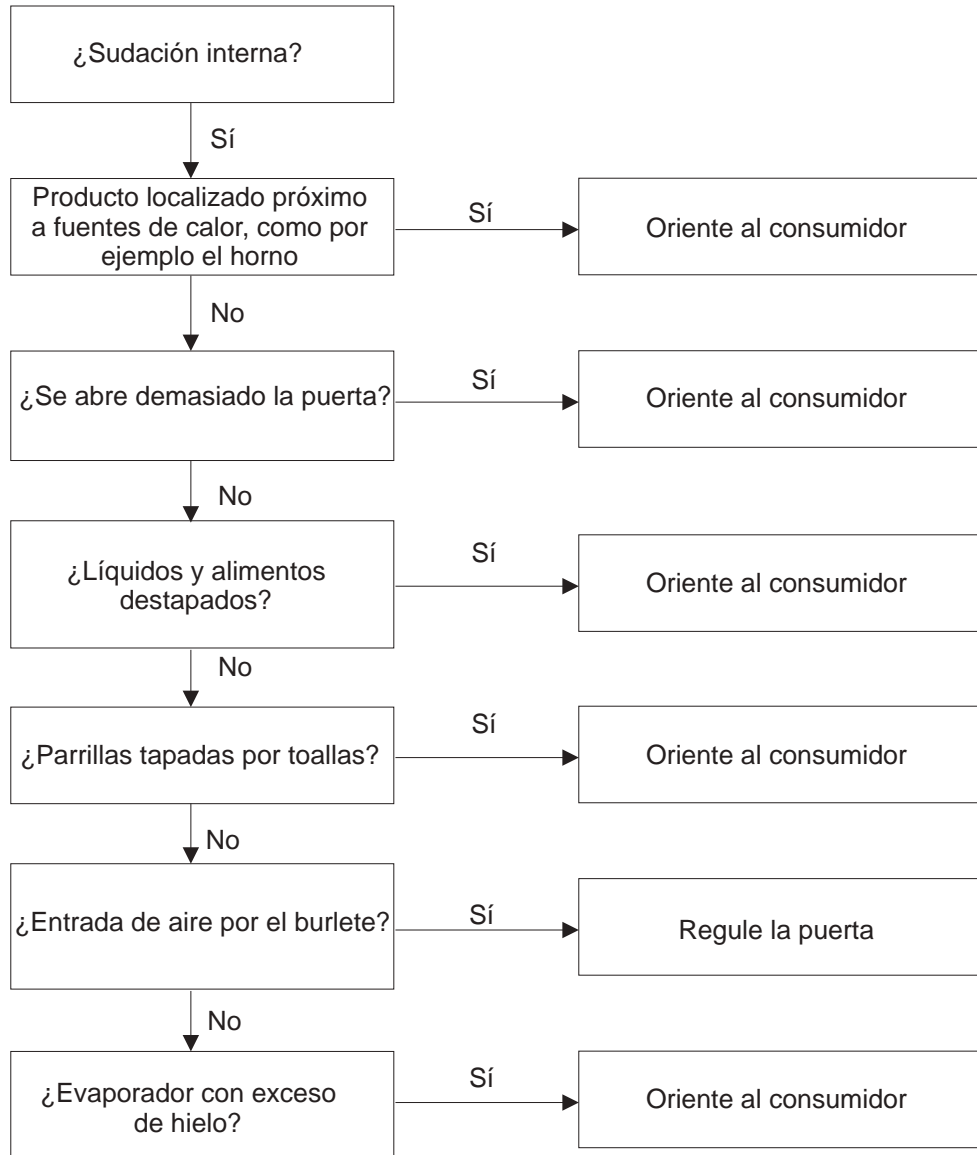 ¿Sudación interna?
Sí
Producto localizado próximo
a fuentes de calor, como por
ejemplo el horno
Sí
Oriente al consumidor
No
¿Se abre demasiado la puerta?
Sí
Oriente al consumidor
No
¿Líquidos y alimentos
destapados?
Sí
Oriente al consumidor
No
¿Parrillas tapadas por toallas?
Sí
Oriente al consumidor
No
¿Entrada de aire por el burlete?
Sí
Regule la puerta
No
¿Evaporador con exceso
de hielo?
Sí
Oriente al consumidor